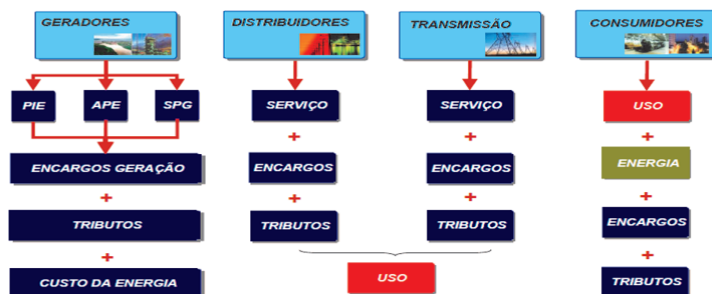 GERADORES
PIE
APE
SPG
ENCARGOS GERAÇÃO
+
TRIBUTOS
+
CUSTO DA ENERGIA
DISTRIBUIDORES
SERVIÇO
+
ENCARGOS
+
TRIBUTOS
TRANSMISSÃO
SERVIÇO
+
ENCARGOS
+
TRIBUTOS
USO
CONSUMIDORES
USO
+
ENERGIA
+
ENCARGOS
+
TRIBUTOS